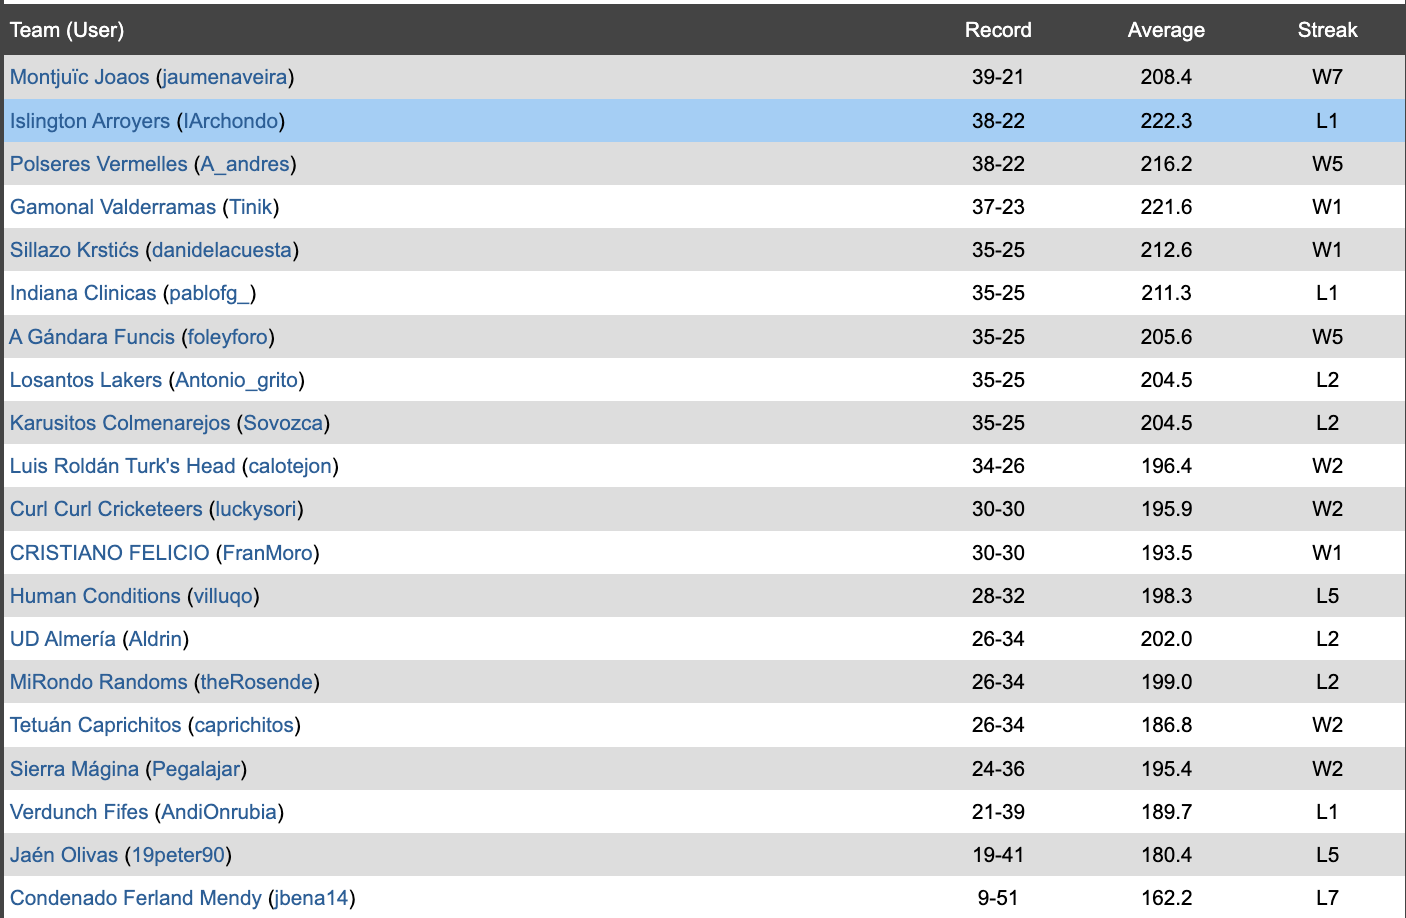 Team (User) Record Average Streak
Montjuïc Joaos (jaumenaveira) 39-21 208.4 W7
Islington Arroyers (IArchondo) 38-22 222.3 L1
Polseres Vermelles (A_andres) 38-22 216.2 W5
Gamonal Valderramas (Tinik) 37-23 221.6 W1
Sillazo Krstićs (danidelacuesta) 35-25 212.6 W1
Indiana Clinicas (pablofg_) 35-25 211.3 L1
A Gándara Funcis (foleyforo) 35-25 205.6 W5
Losantos Lakers (Antonio_grito) 35-25 204.5 L2
Karusitos Colmenarejos (Sovozca) 35-25 204.5 L2
Luis Roldán Turk's Head (calotejon) 34-26 196.4 W2
Curl Curl Cricketeers (luckysori) 30-30 195.9 W2
CRISTIANO FELICIO (FranMoro) 30-30 193.5 W1
Human Conditions (villuqo) 28-32 198.3 L5
UD Almería (Aldrin) 26-34 202.0 L2
MiRondo Randoms (theRosende) 26-34 199.0 L2
Tetuán Caprichitos (caprichitos) 26-34 186.8 W2
Sierra Mágina (Pegalajar) 24-36 195.4 W2
Verdunch Fifes (AndiOnrubia) 21-39 189.7 L1
Jaén Olivas (19peter90) 19-41 180.4 L5
Condenado Ferland Mendy (jbena14) 9-51 162.2 L7